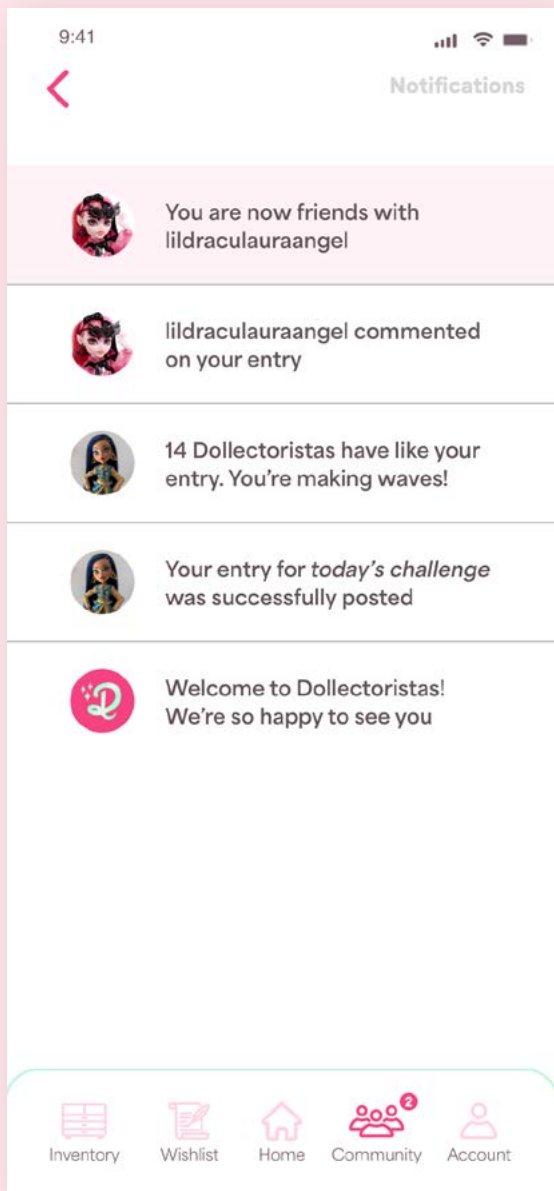 9:41
Notifications
You are now friends with
lildraculauraangel
lildraculauraangel commented
on your entry
14 Dollectoristas have like your
entry. You're making waves!
Your entry for today's challenge
was successfully posted
D
Welcome to Dollectoristas!
We're so happy to see you
2
Inventory Wishlist Home Community Account